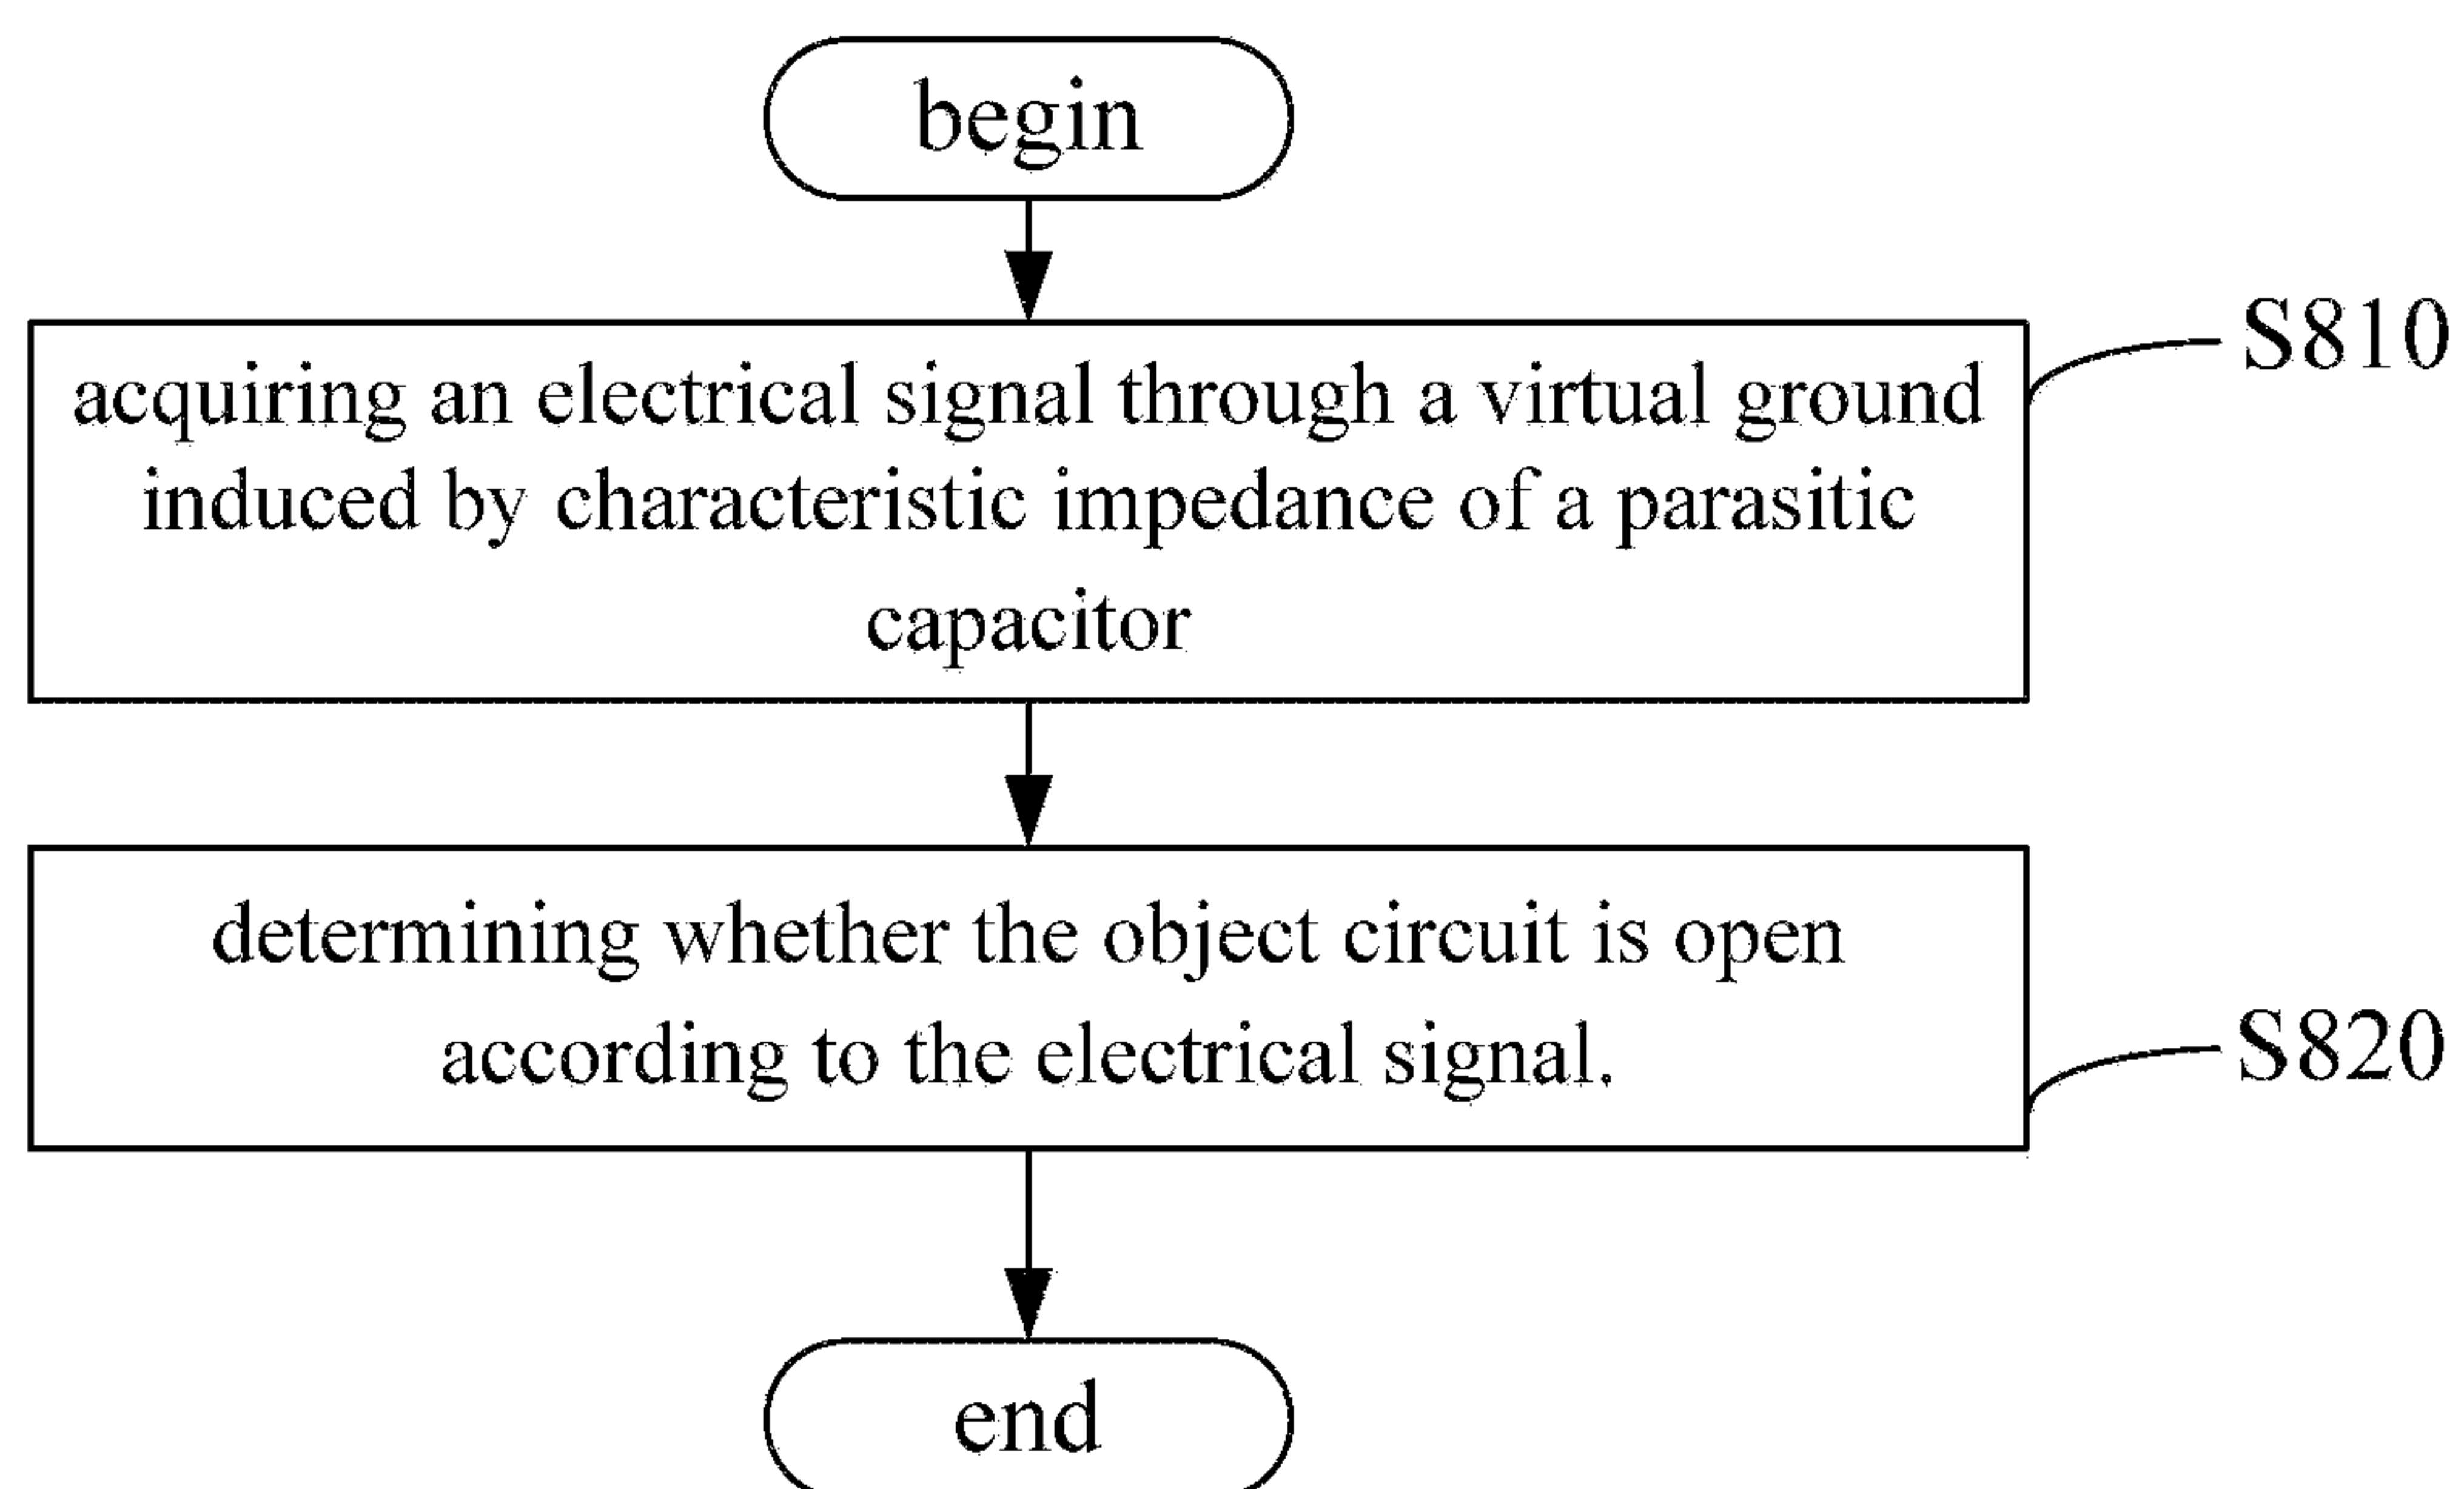 begin
S810
acquiring an electrical signal through a virtual ground
induced by characteristic impedance of a parasitic
capacitor
determining whether the object circuit is open
according to the electrical signal.
S820
end